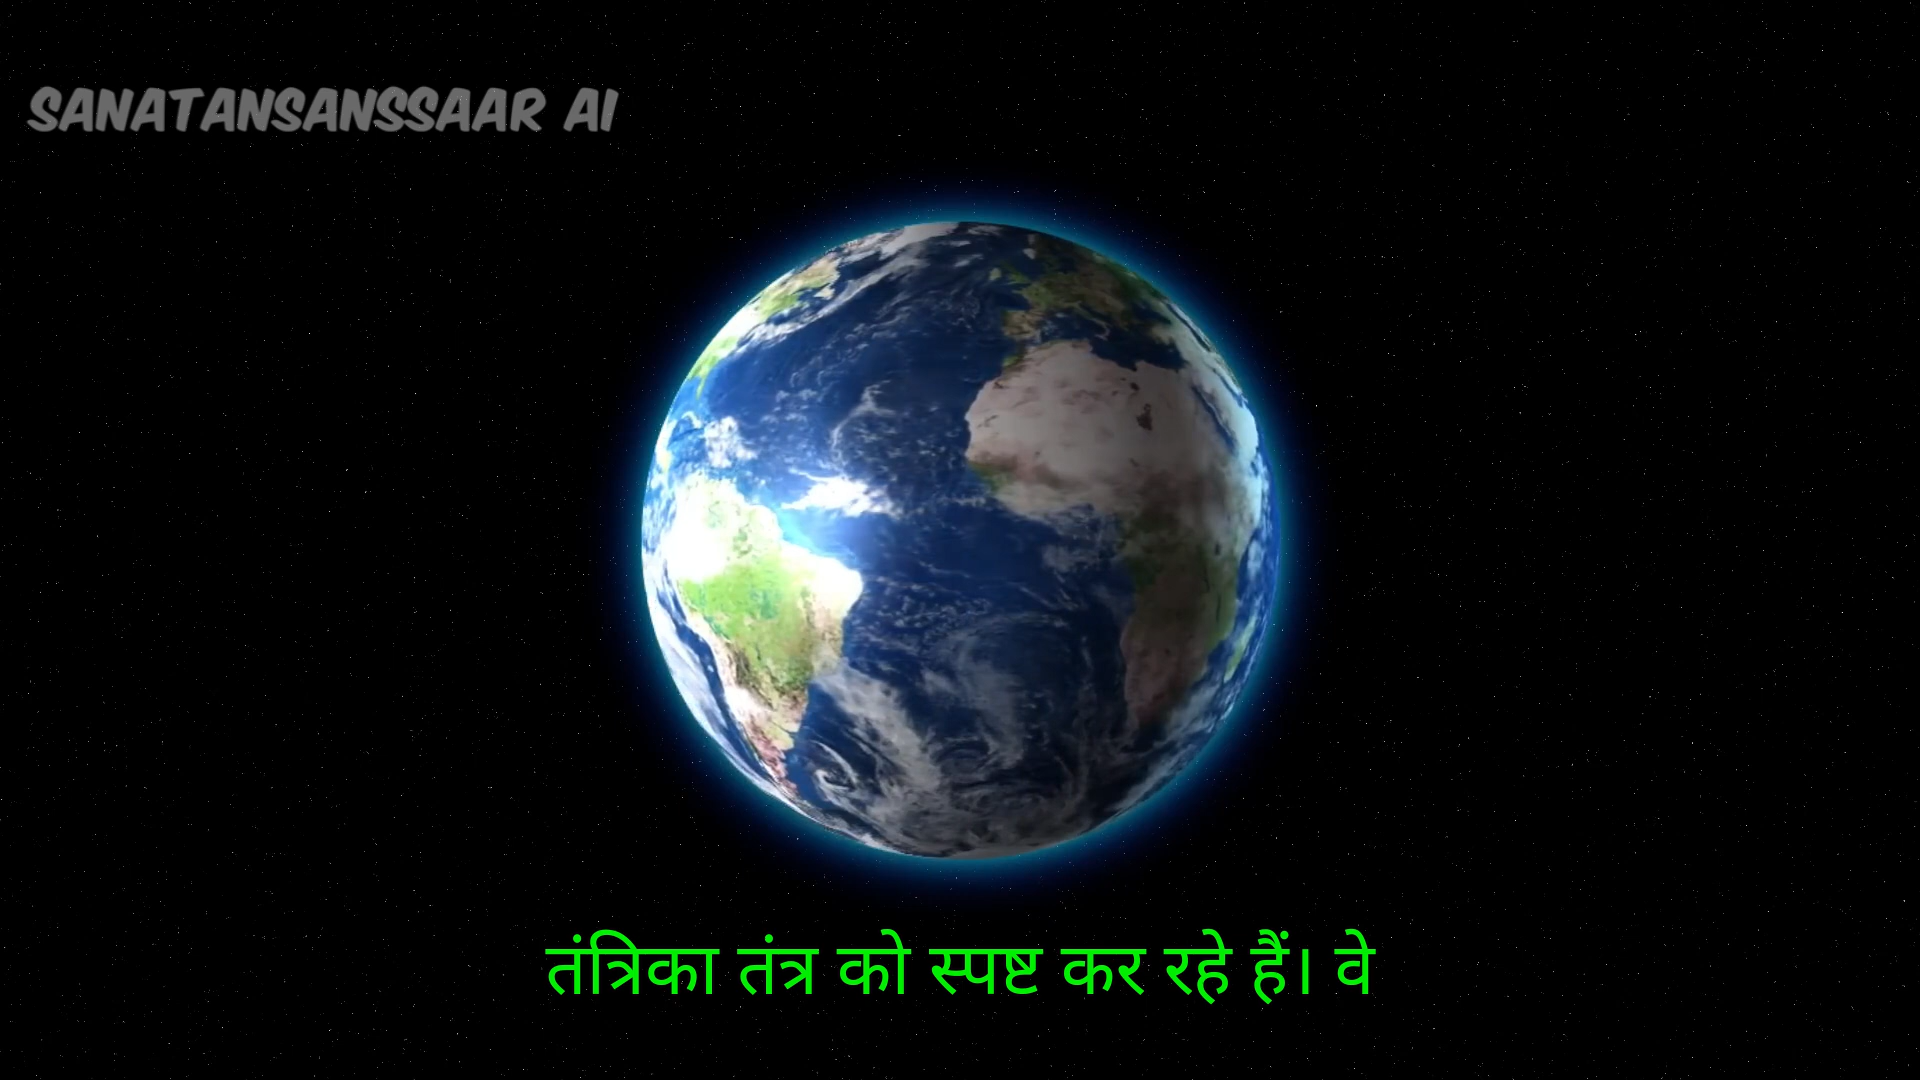 SANATANSANSSAAR AI
तंत्रिका तंत्र को स्पष्ट कर रहे हैं। वे